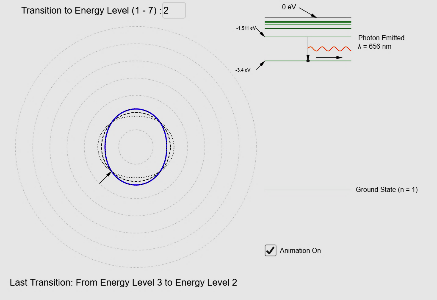 Transition to Energy Level (1 - 7) : 2
0 eV
-1.511 eV
Photon Emitted
λ = 656 nm
-3.4 eV
Ground State (n = 1)
Animation On
Last Transition: From Energy Level 3 to Energy Level 2